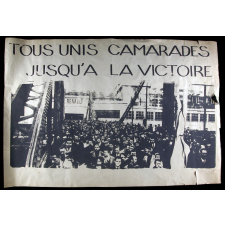 TOUS UNIS CAMARADES
JUSQU'A LA VICTOIRE